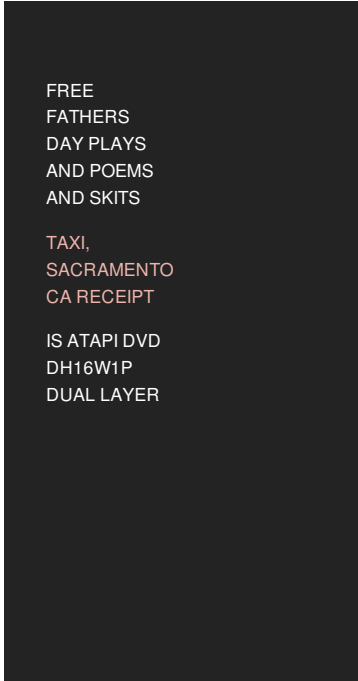 FREE
FATHERS
DAY PLAYS
AND POEMS
AND SKITS
TAXI,
SACRAMENTO
CA RECEIPT
IS ATAPI DVD
DH16W1P
DUAL LAYER